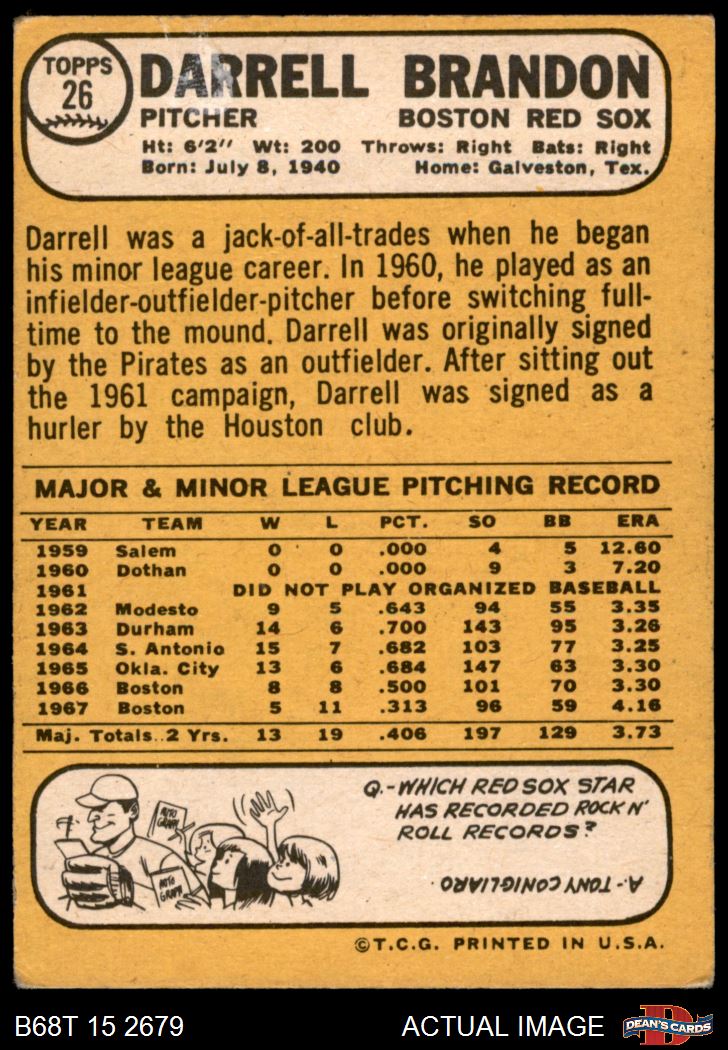 TOPPS
26
DARRELL BRANDON
PITCHER BOSTON RED SOX
Ht: 6'2" Wt: 200 Throws: Right Bats: Right
Born: July 8, 1940 Home: Galveston, Tex.
Darrell was a jack-of-all-trades when he began
his minor league career. In 1960, he played as an
infielder-outfielder-pitcher before switching full-
time to the mound. Darrell was originally signed
by the Pirates as an outfielder. After sitting out
the 1961 campaign, Darrell was signed as a
hurler by the Houston club.
MAJOR & MINOR LEAGUE PITCHING RECORD
YEAR TEAM W L PCT. SO BB ERA
1959 Salem 0 0 .000 4 5 12.60
1960 Dothan 0 0 .000 9 3 7.20
1961 DID NOT PLAY ORGANIZED BASEBALL
1962 Modesto 9 5 .643 94 55 3.35
1963 Durham 14 6 .700 143 95 3.26
1964 S. Antonio 15 7 .682 103 77 3.25
1965 Okla. City 13 6 .684 147 63 3.30
1966 Boston 8 8 .500 101 70 3.30
1967 Boston 5 11 .313 96 59 4.16
Maj. Totals..2 Yrs. 13 19 .406 197 129 3.73
AUTO
GRAPH
AUTO
GRAPH
Q.-WHICH RED SOX STAR
HAS RECORDED ROCK N'
ROLL RECORDS?
A.-TONY CONIGLIARO.
©T.C.G. PRINTED IN U.S.A.
B68T 15 2679 ACTUAL IMAGE
D
DEAN'S CARDS